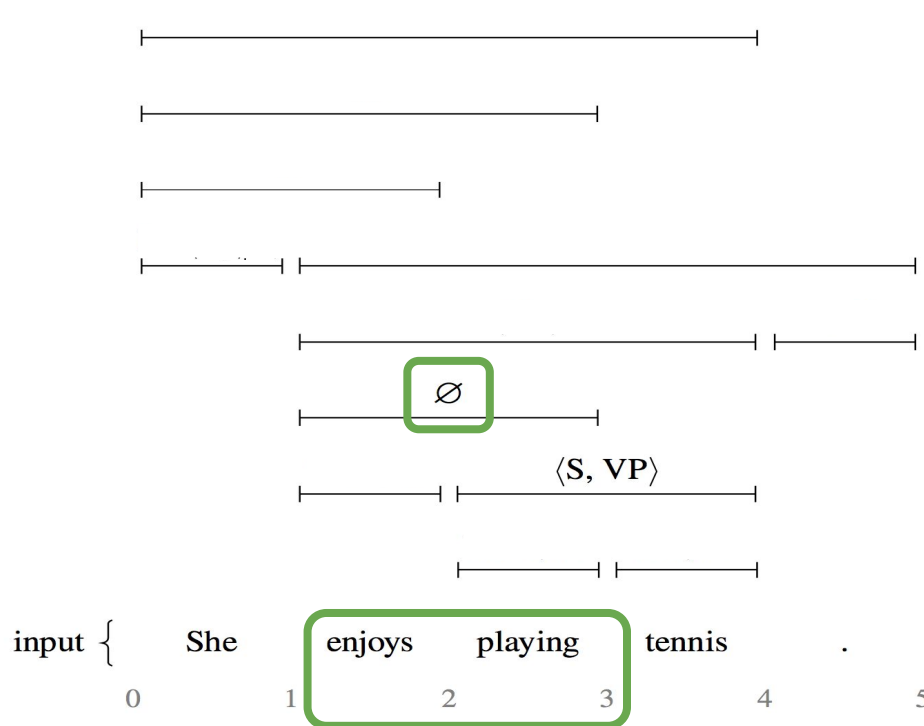 ∅
⟨S, VP⟩
input { She enjoys playing tennis .
0 1 2 3 4 5